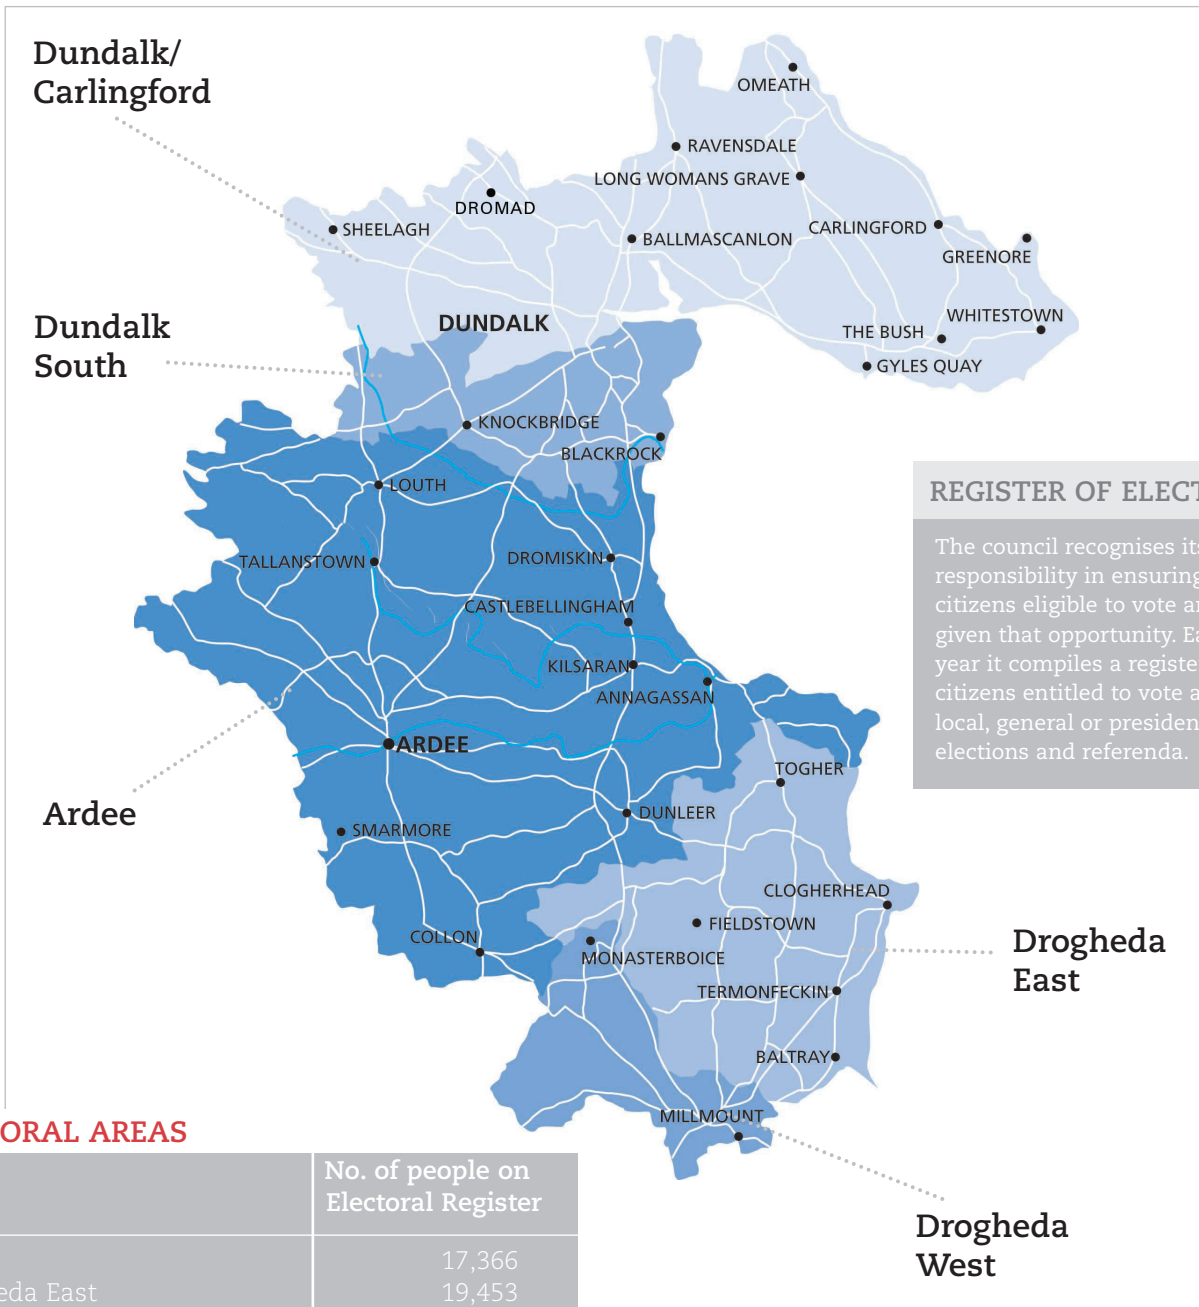 Dundalk/
Carlingford
OMEATH
RAVENSDALE
LONG WOMANS GRAVE
DROMAD
SHEELAGH
BALLMASCANLON
CARLINGFORD
GREENORE
Dundalk
South
DUNDALK
WHITESTOWN
THE BUSH
GYLES QUAY
KNOCKBRIDGE
BLACKROCK
LOUTH
REGISTER OF ELECT
The council recognises its
responsibility in ensuring
citizens eligible to vote
given that opportunity.
year it compiles a
citizens entitled to vote
local, general or
elections and referenda.
TALLANSTOWN
DROMISKIN
CASTLEBELLINGHAM
KILSARAN
ANNAGASSAN
ARDEE
TOGHER
Ardee
DUNLEER
SMARMORE
CLOGHERHEAD
FIELDSTOWN
COLLON
MONASTERBOICE
Drogheda
East
TERMONFECKIN
BALTRAY
MILLMOUNT
ORAL AREAS
No. of people on
Electoral Register
17,366
eda East 19,453
Drogheda
West